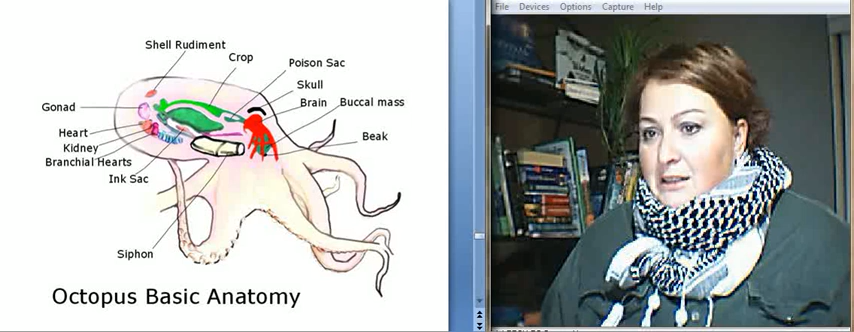 Shell Rudiment
Crop
Poison Sac
Skull
Brain
Buccal mass
Gonad
Heart
Kidney
Branchial Hearts
Beak
Ink Sac
Siphon
Octopus Basic Anatomy
File Devices Options Capture Help